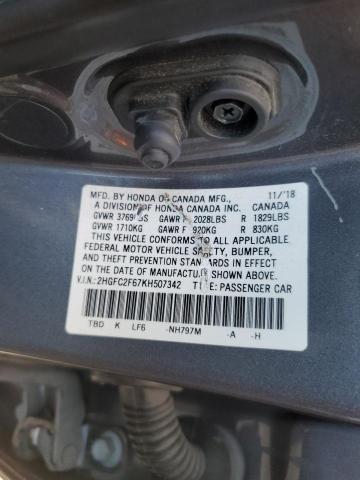 MFD. BY HONDA OF CANADA MFG., 11/'18
A DIVISION OF HONDA CANADA INC. CANADA
GVWR 3769LBS GAWR F 2028LBS R 1829LBS
GVWR 1710KG GAWR F 920KG R 830KG
THIS VEHICLE CONFORMS TO ALL APPLICABLE
FEDERAL MOTOR VEHICLE SAFETY, BUMPER,
AND THEFT PREVENTION STANDARDS IN EFFECT
ON THE DATE OF MANUFACTURE SHOWN ABOVE.
V.I.N.:2HGFC2F67KH507342 TYPE:PASSENGER CAR
TBD K LF6 -NH797M -A -H